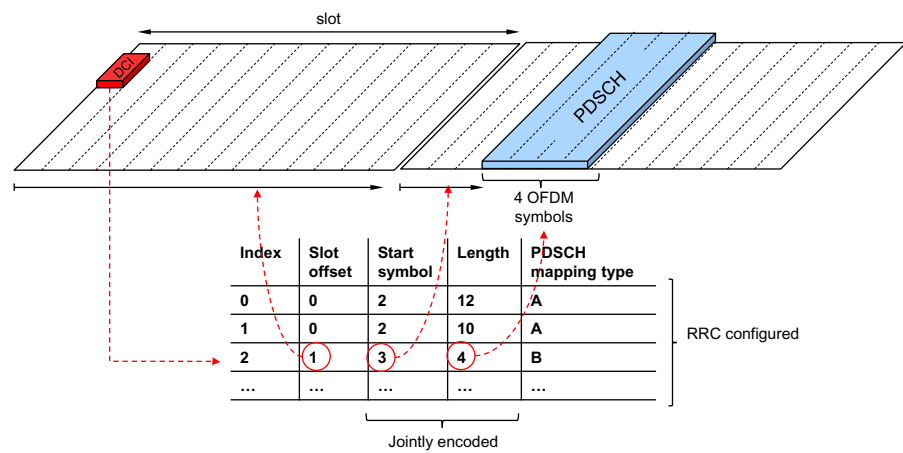 slot
DCI
PDSCH
4 OFDM
symbols
Index Slot offset Start symbol Length PDSCH mapping type
0 0 2 12 A
1 0 2 10 A
2 1 3 4 B
... ... ... ... ...
RRC configured
Jointly encoded